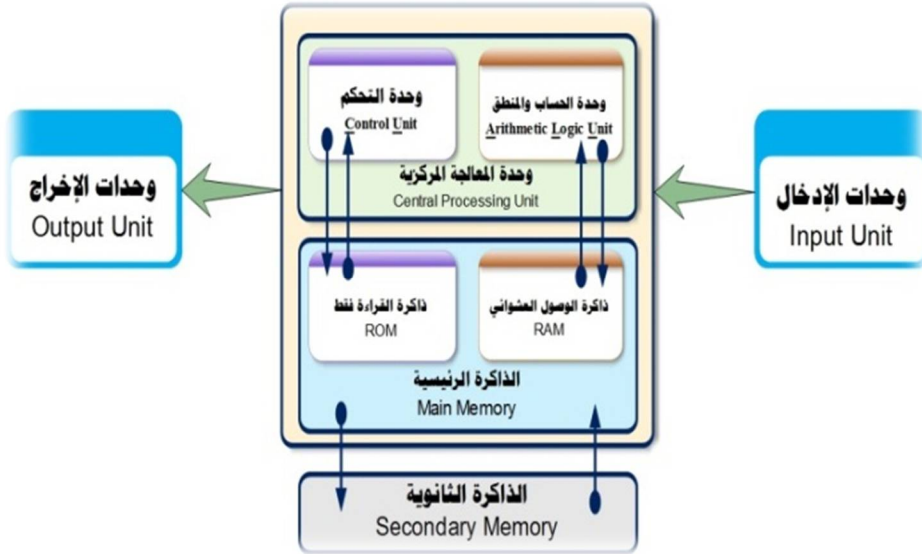 وحدة التحكم
Control Unit
وحدة الحساب والمنطق
Arithmetic Logic Unit
وحدة المعالجة المركزية
Central Processing Unit
وحدات الإدخال
Input Unit
وحدات الإخراج
Output Unit
ذاكرة الوصول العشوائي
RAM
ذاكرة القراءة فقط
ROM
الذاكرة الرئيسية
Main Memory
الذاكرة الثانوية
Secondary Memory